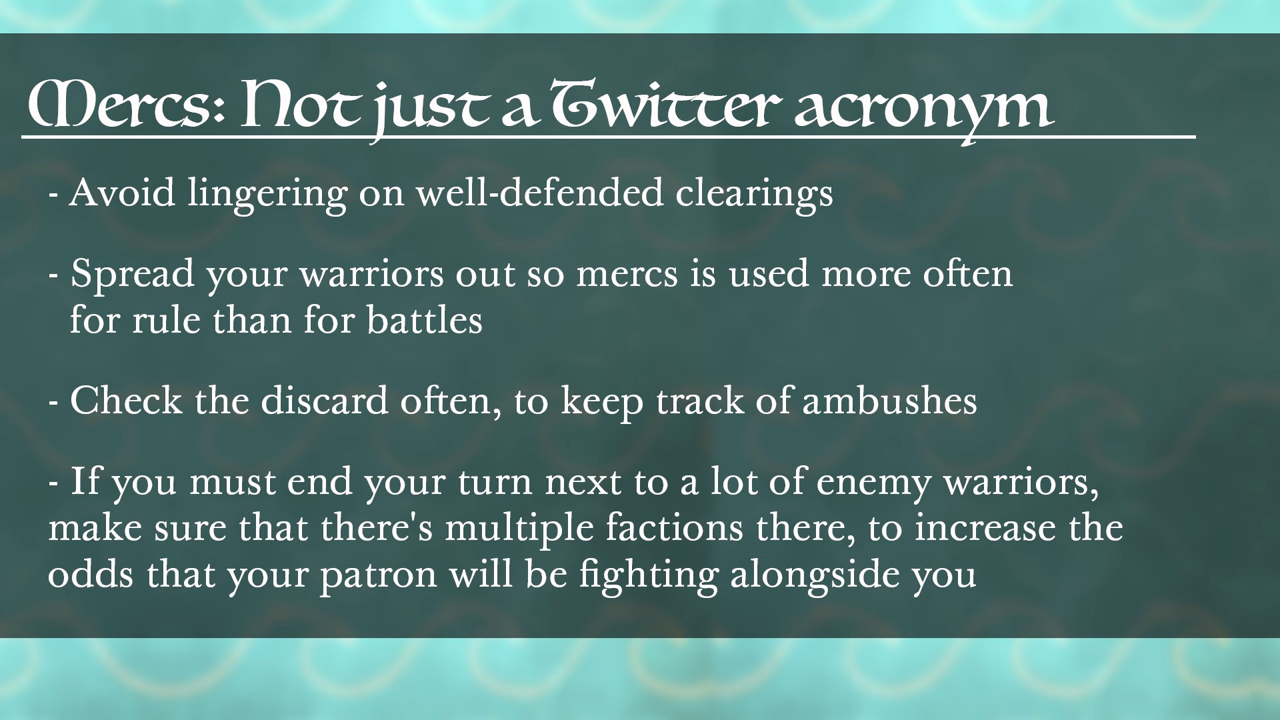 Mercs: Not just a Twitter acronym
- Avoid lingering on well-defended clearings
- Spread your warriors out so mercs is used more often
for rule than for battles
- Check the discard often, to keep track of ambushes
- If you must end your turn next to a lot of enemy warriors,
make sure that there's multiple factions there, to increase the
odds that your patron will be fighting alongside you